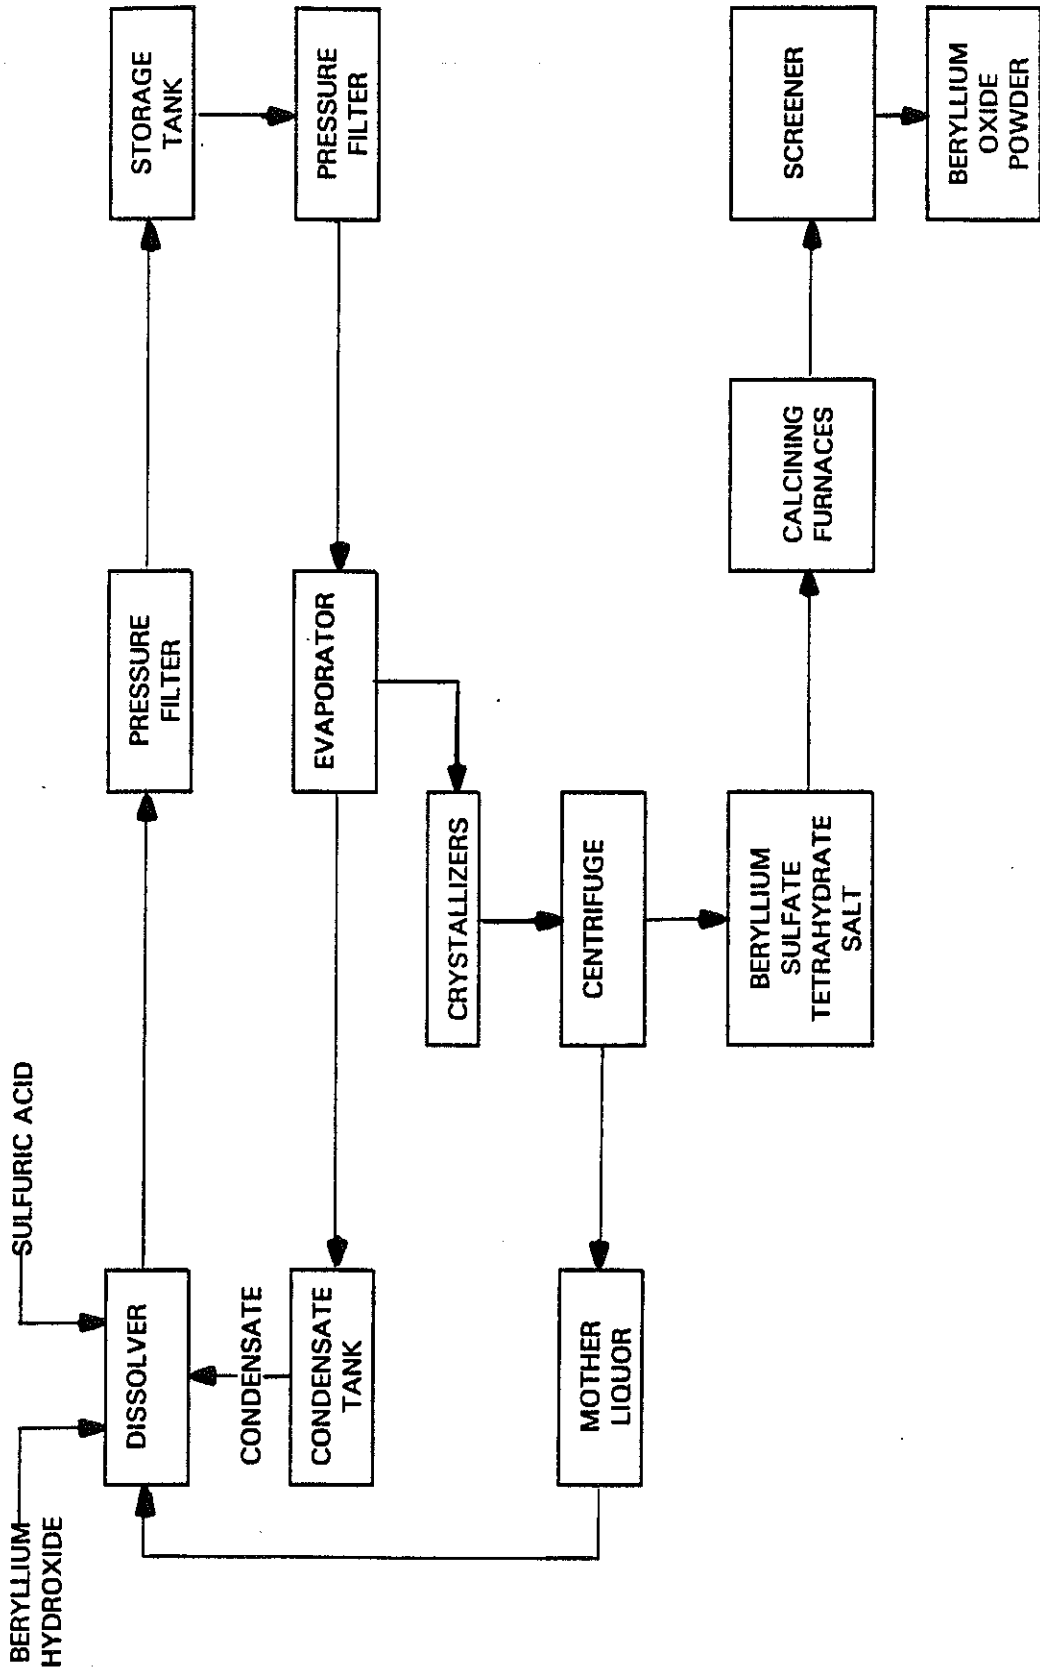 BERYLLIUM
HYDROXIDE
SULFURIC ACID
DISSOLVER
PRESSURE
FILTER
STORAGE
TANK
CONDENSATE
CONDENSATE
TANK
EVAPORATOR
PRESSURE
FILTER
CRYSTALLIZERS
MOTHER
LIQUOR
CENTRIFUGE
BERYLLIUM
SULFATE
TETRAHYDRATE
SALT
CALCINING
FURNACES
SCREENER
BERYLLIUM
OXIDE
POWDER